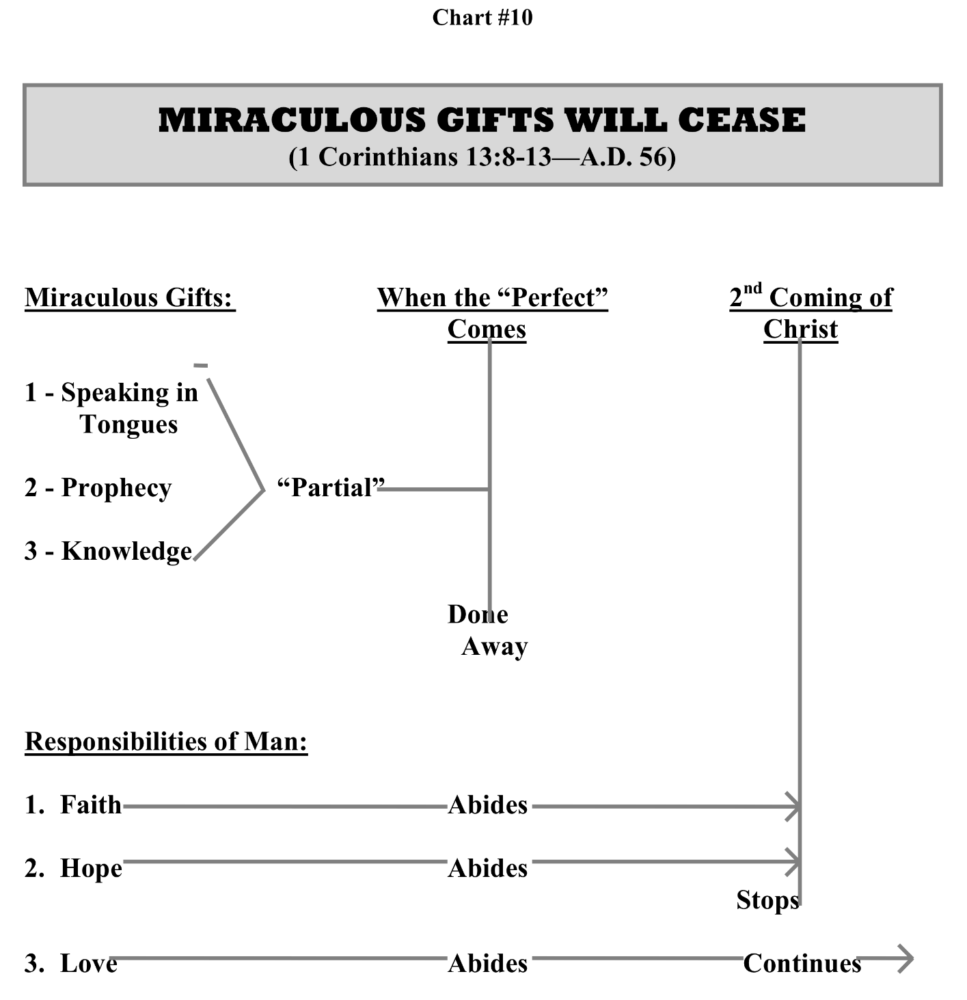 Chart #10
MIRACULOUS GIFTS WILL CEASE
(1 Corinthians 13:8-13—A.D. 56)
Miraculous Gifts:
When the “Perfect”
Comes
2nd Coming of
Christ
1 - Speaking in
Tongues
2 - Prophecy
3 - Knowledge
“Partial”
Done
Away
Responsibilities of Man:
1. Faith Abides
2. Hope Abides
Stops
3. Love Abides Continues